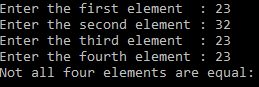 Enter the first element  : 23
Enter the second element : 32
Enter the third element  : 23
Enter the fourth element : 23
Not all four elements are equal: